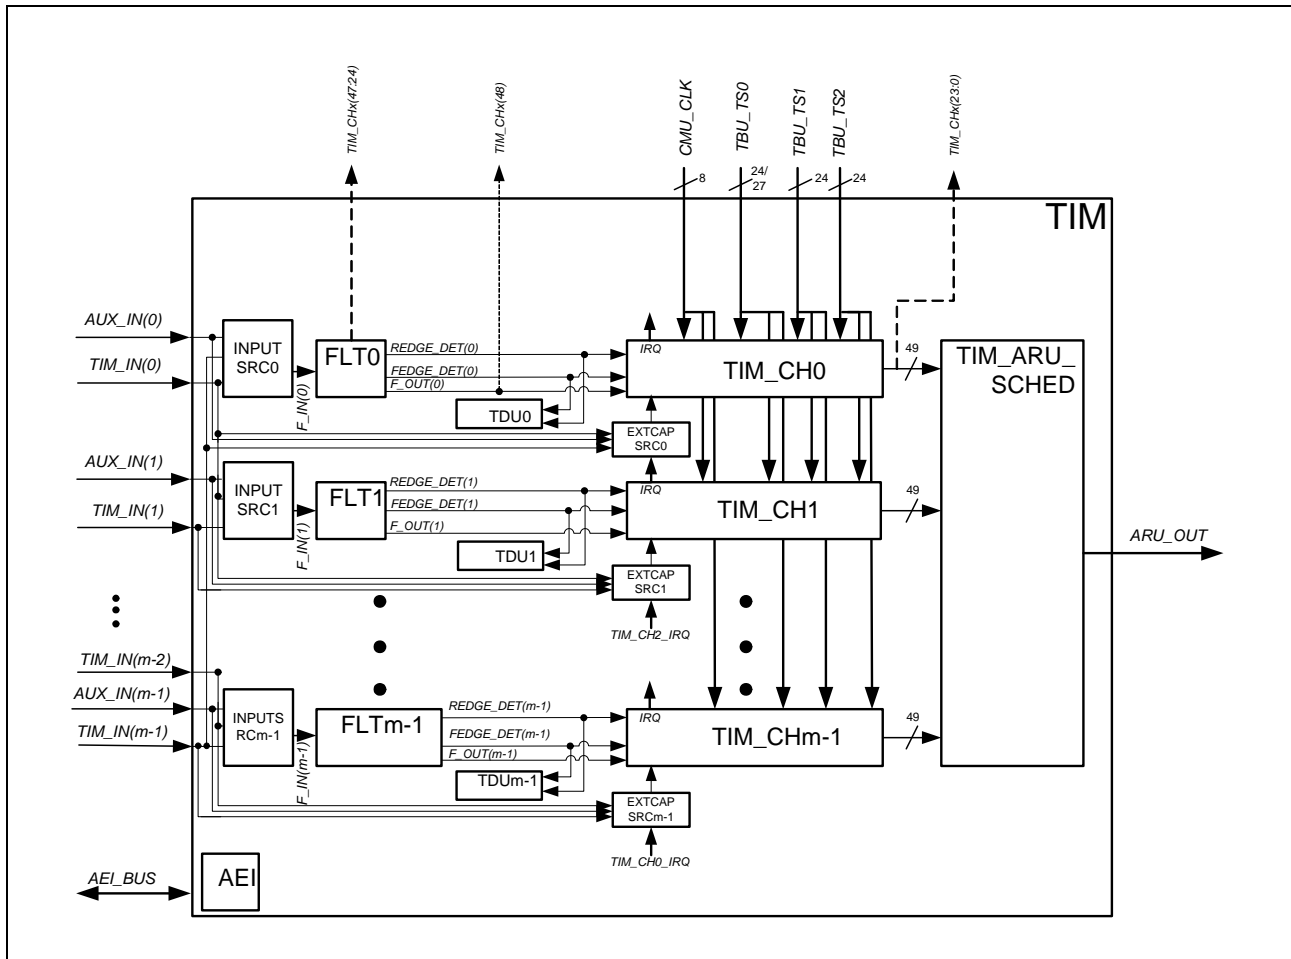 TIM_CHx(47:24)
TIM_CHx(48)
CMU_CLK
TBU_TS0
TBU_TS1
TBU_TS2
TIM_CHx(23:0)
8
24/
27
24
24
TIM
AUX_IN(0)
TIM_IN(0)
INPUT
SRC0
F_IN(0)
FLT0
REDGE_DET(0)
FEDGE_DET(0)
F_OUT(0)
TDU0
IRQ
TIM_CH0
EXTCAP
SRC0
49
TIM_ARU_
SCHED
AUX_IN(1)
TIM_IN(1)
INPUT
SRC1
F_IN(1)
FLT1
REDGE_DET(1)
FEDGE_DET(1)
F_OUT(1)
TDU1
IRQ
TIM_CH1
EXTCAP
SRC1
TIM_CH2_IRQ
49
ARU_OUT
TIM_IN(m-2)
AUX_IN(m-1)
TIM_IN(m-1)
INPUTS
RCm-1
F_IN(m-1)
FLTm-1
REDGE_DET(m-1)
FEDGE_DET(m-1)
F_OUT(m-1)
TDUm-1
IRQ
TIM_CHm-1
EXTCAP
SRCm-1
TIM_CH0_IRQ
49
AEI_BUS
AEI